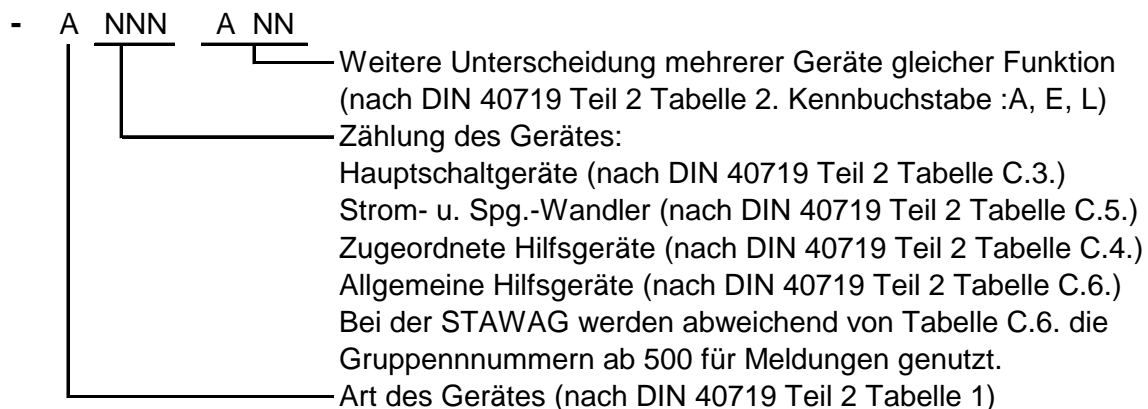 - A NNN A NN
Weitere Unterscheidung mehrerer Geräte gleicher Funktion
(nach DIN 40719 Teil 2 Tabelle 2. Kennbuchstabe :A, E, L)
Zählung des Gerätes:
Hauptschaltgeräte (nach DIN 40719 Teil 2 Tabelle C.3.)
Strom- u. Spg.-Wandler (nach DIN 40719 Teil 2 Tabelle C.5.)
Zugeordnete Hilfsgeräte (nach DIN 40719 Teil 2 Tabelle C.4.)
Allgemeine Hilfsgeräte (nach DIN 40719 Teil 2 Tabelle C.6.)
Bei der STAWAG werden abweichend von Tabelle C.6. die
Gruppennnummern ab 500 für Meldungen genutzt.
Art des Gerätes (nach DIN 40719 Teil 2 Tabelle 1)